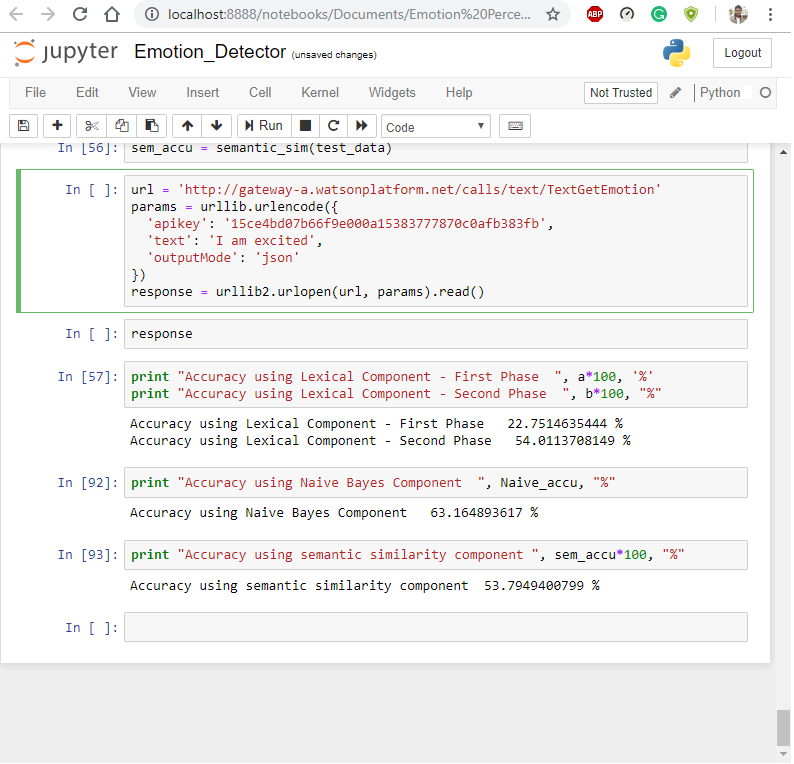 localhost:8888/notebooks/Documents/Emotion%20Perce...
ABP
G
jupyter Emotion_Detector (unsaved changes)
Logout
File Edit View Insert Cell Kernel Widgets Help Not Trusted Python
Run Code
In [56]: sem_accu = semantic_sim(test_data)
In [ ]: url = 'http://gateway-a.watsonplatform.net/calls/text/TextGetEmotion'
params = urllib.urlencode({
'apikey': '15ce4bd07b66f9e000a15383777870c0afb383fb',
'text': 'I am excited',
'outputMode': 'json'
})
response = urllib2.urlopen(url, params).read()
In [ ]: response
In [57]: print "Accuracy using Lexical Component - First Phase  ", a*100, '%'
print "Accuracy using Lexical Component - Second Phase  ", b*100, "%"
Accuracy using Lexical Component - First Phase   22.7514635444 %
Accuracy using Lexical Component - Second Phase   54.0113708149 %
In [92]: print "Accuracy using Naive Bayes Component  ", Naive_accu, "%"
Accuracy using Naive Bayes Component   63.164893617 %
In [93]: print "Accuracy using semantic similarity component ", sem_accu*100, "%"
Accuracy using semantic similarity component  53.7949400799 %
In [ ]: